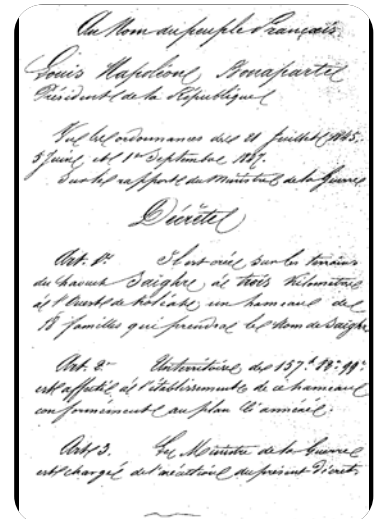 Au Nom du peuple Français
Louis Napoléon Bonaparte
Président de la République
Vu les ordonnances des 21 Juillet 1845.
5 Juin et 1er Septembre 1847.
Sur le rapport du Ministre de la Guerre
Décrète
Art. 1er Il est créé sur les terrains
du haouch Saighr à trois Kilomètres
à l'Ouest de Koléah, un hameau de
18 familles qui prendra le Nom de Saighr
Art. 2. Un territoire de 157h 18a 99c
est affecté à l'établissement de ce hameau
conformément au plan ci annexé.
Art. 3. Le Ministre de la Guerre
est chargé de l'exécution du présent décret.